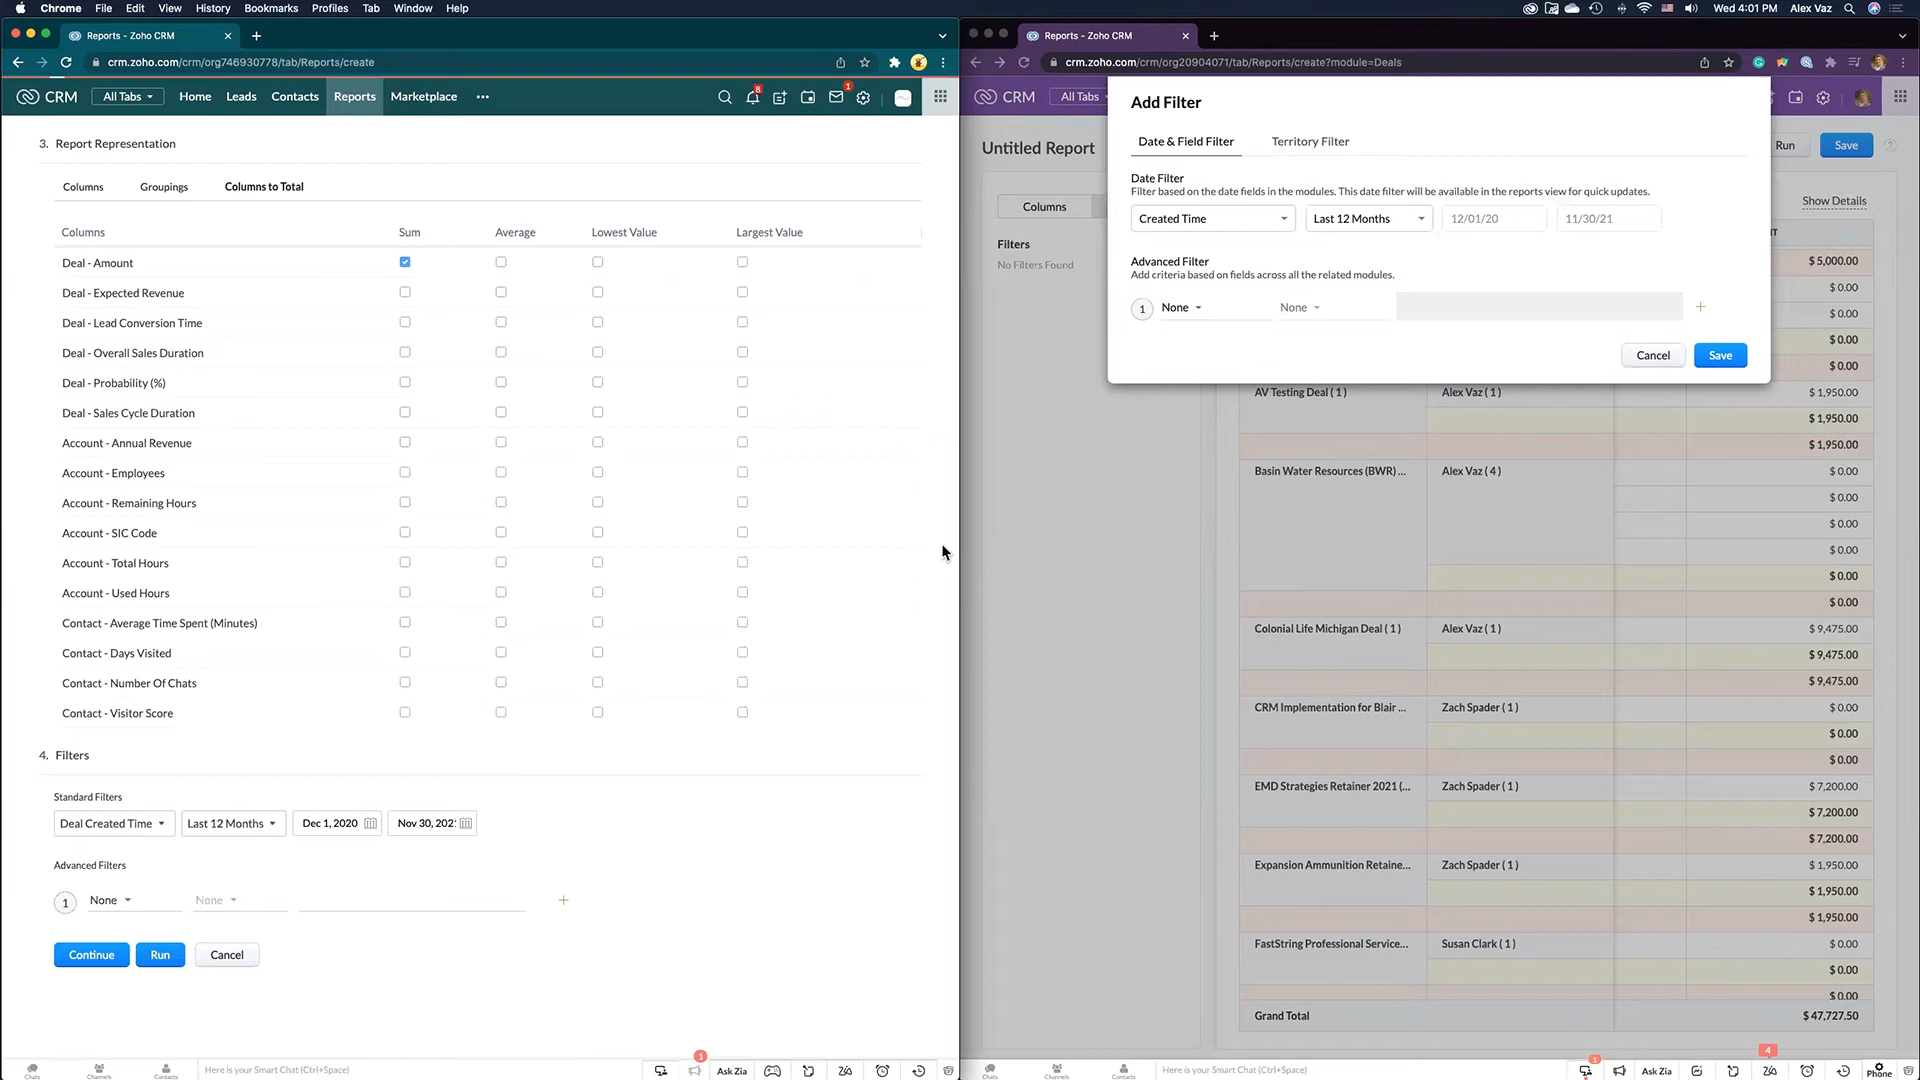 Chrome File Edit View History Bookmarks Profiles Tab Window Help
Wed 4:01 PM Alex Vaz
Reports - Zoho CRM
crm.zoho.com/crm/org746930778/tab/Reports/create
CRM All Tabs Home Leads Contacts Reports Marketplace
8
1
3. Report Representation
Columns Groupings Columns to Total
Columns Sum Average Lowest Value Largest Value
Deal - Amount
Deal - Expected Revenue
Deal - Lead Conversion Time
Deal - Overall Sales Duration
Deal - Probability (%)
Deal - Sales Cycle Duration
Account - Annual Revenue
Account - Employees
Account - Remaining Hours
Account - SIC Code
Account - Total Hours
Account - Used Hours
Contact - Average Time Spent (Minutes)
Contact - Days Visited
Contact - Number Of Chats
Contact - Visitor Score
4. Filters
Standard Filters
Deal Created Time Last 12 Months Dec 1, 2020 Nov 30, 202
Advanced Filters
1 None None
Continue Run Cancel
Chats Channels Contacts Here is your Smart Chat (Ctrl+Space) 1 Ask Zia
Reports - Zoho CRM
crm.zoho.com/crm/org20904071/tab/Reports/create?module=Deals
CRM All Tabs
Untitled Report
Run Save
Columns
Show Details
Filters
No Filters Found
Add Filter
Date & Field Filter Territory Filter
Date Filter
Filter based on the date fields in the modules. This date filter will be available in the reports view for quick updates.
Created Time Last 12 Months 12/01/20 11/30/21
Advanced Filter
Add criteria based on fields across all the related modules.
1 None None
Cancel Save
$ 5,000.00
$ 0.00
$ 0.00
$ 0.00
$ 0.00
AV Testing Deal ( 1 ) Alex Vaz ( 1 ) $ 1,950.00
$ 1,950.00
$ 1,950.00
Basin Water Resources (BWR) ... Alex Vaz ( 4 ) $ 0.00
$ 0.00
$ 0.00
$ 0.00
$ 0.00
$ 0.00
Colonial Life Michigan Deal ( 1 ) Alex Vaz ( 1 ) $ 9,475.00
$ 9,475.00
$ 9,475.00
CRM Implementation for Blair ... Zach Spader ( 1 ) $ 0.00
$ 0.00
$ 0.00
EMD Strategies Retainer 2021 (... Zach Spader ( 1 ) $ 7,200.00
$ 7,200.00
$ 7,200.00
Expansion Ammunition Retaine... Zach Spader ( 1 ) $ 1,950.00
$ 1,950.00
$ 1,950.00
FastString Professional Service... Susan Clark ( 1 ) $ 0.00
$ 0.00
$ 0.00
Grand Total $ 47,727.50
Chats Channels Contacts Here is your Smart Chat (Ctrl+Space) 1 Ask Zia 4 Phone